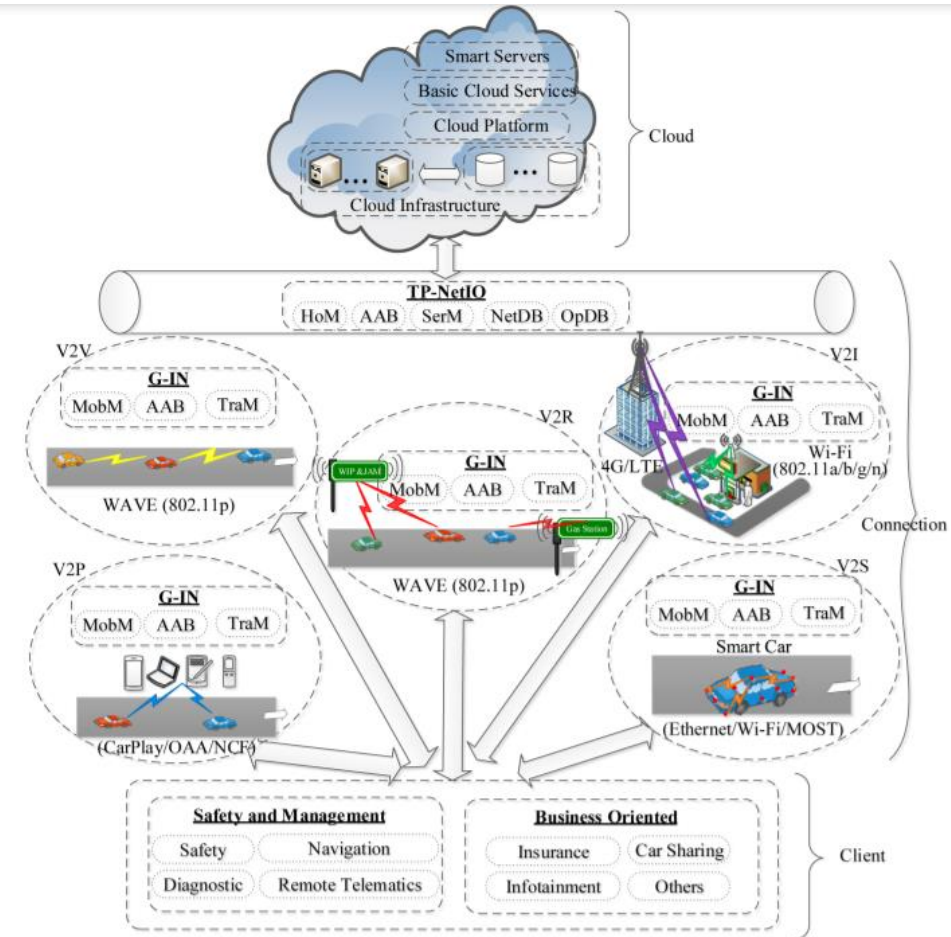 Smart Servers
Basic Cloud Services
Cloud Platform
Cloud Infrastructure
Cloud
TP-NetIO
HoM AAB SerM NetDB OpDB
V2V
G-IN
MobM AAB TraM
WAVE (802.11p)
V2R
WIP &JAM
G-IN
MobM AAB TraM
Gas Station
WAVE (802.11p)
V2I
G-IN
MobM AAB TraM
4G/LTE
Wi-Fi
(802.11a/b/g/n)
Connection
V2P
G-IN
MobM AAB TraM
(CarPlay/OAA/NCF)
V2S
G-IN
MobM AAB TraM
Smart Car
(Ethernet/Wi-Fi/MOST)
Safety and Management
Safety Navigation
Diagnostic Remote Telematics
Business Oriented
Insurance Car Sharing
Infotainment Others
Client